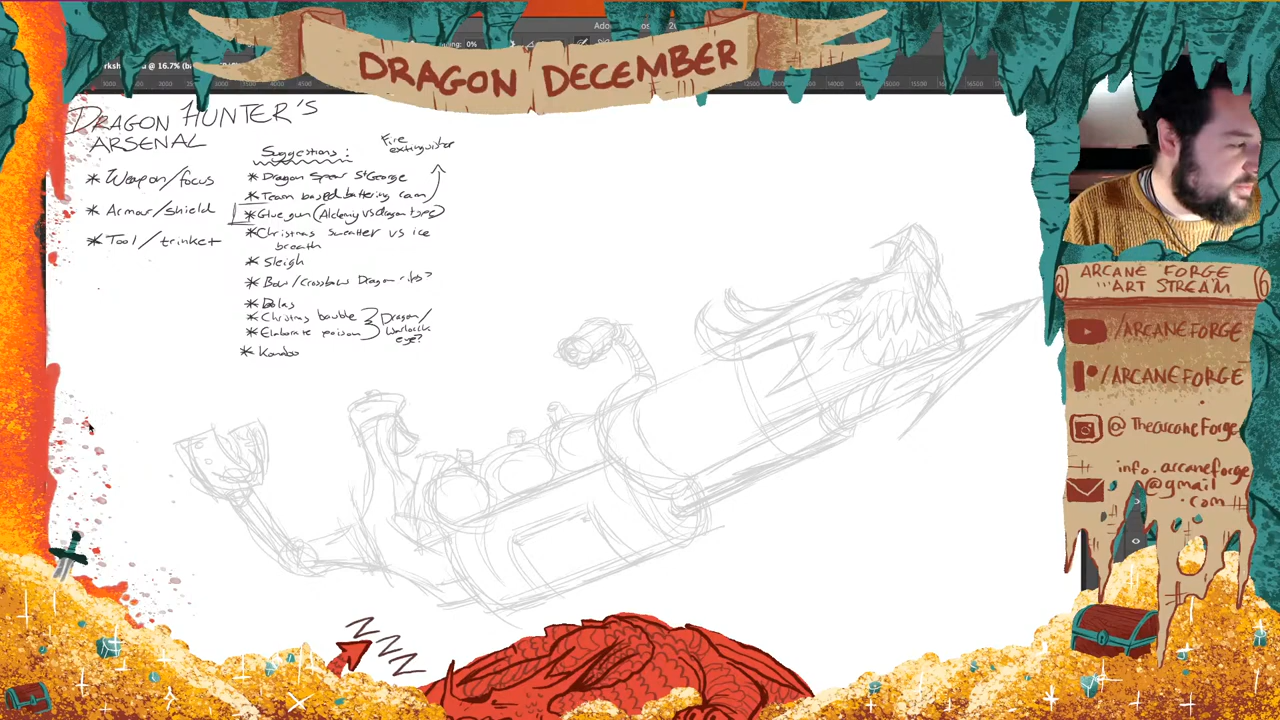 DRAGON DECEMBER
DRAGON HUNTER'S
ARSENAL
* Weapon/focus
* Armour/shield
* Tool/trinket
Suggestions:
* Dragon Spear St George
* Team based battering ram
* Glue gun (Alchemy vs dragon type)
* Christmas sweater vs ice
breath
* Sleigh
* Bow/Crossbow Dragon ribs?
* Bolas
* Christmas bauble
* Elaborate poison
Dragon/
Warlock
eye?
* Kanabo
Fire
extinguisher
Z
Z
Z
Z
ARCANE FORGE
ART STREAM
/ARCANEFORGE
/ARCANEFORGE
@ TheArcaneForge
info.arcaneforge
@gmail
.com